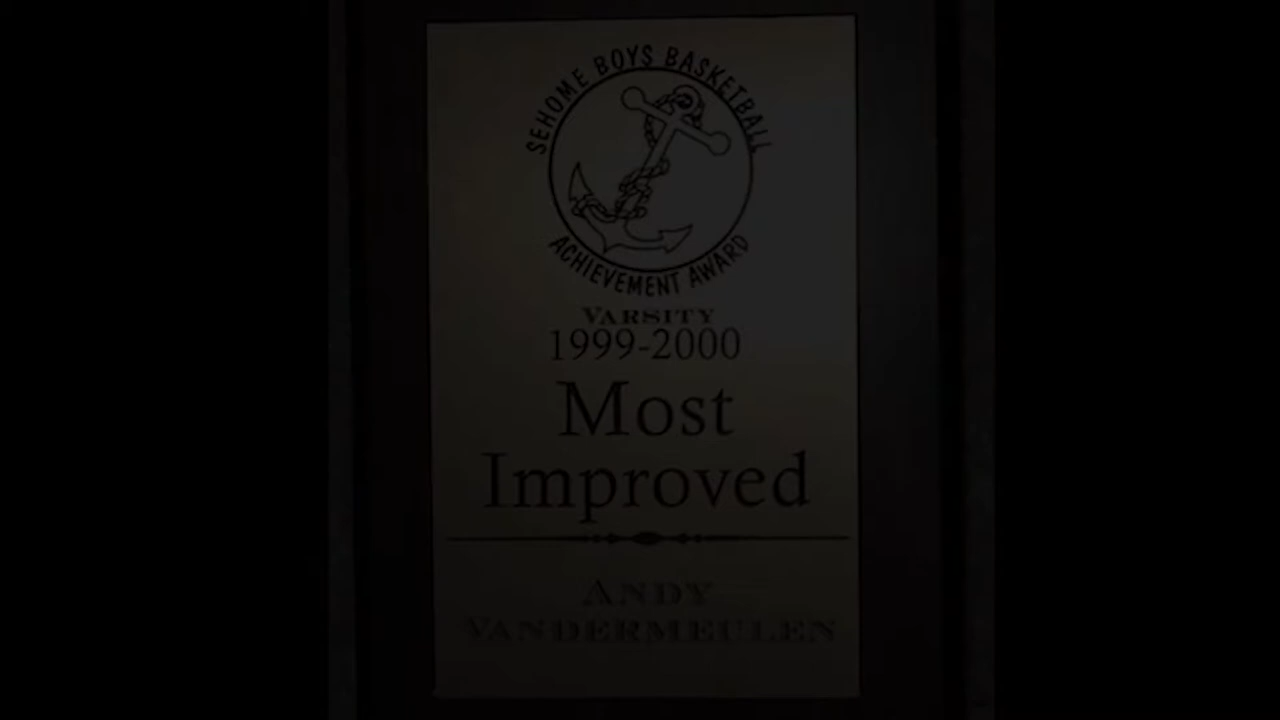 SEHOME BOYS BASKETBALL
ACHIEVEMENT AWARD
VARSITY
1999-2000
Most
Improved
ANDY
VANDERMEULEN